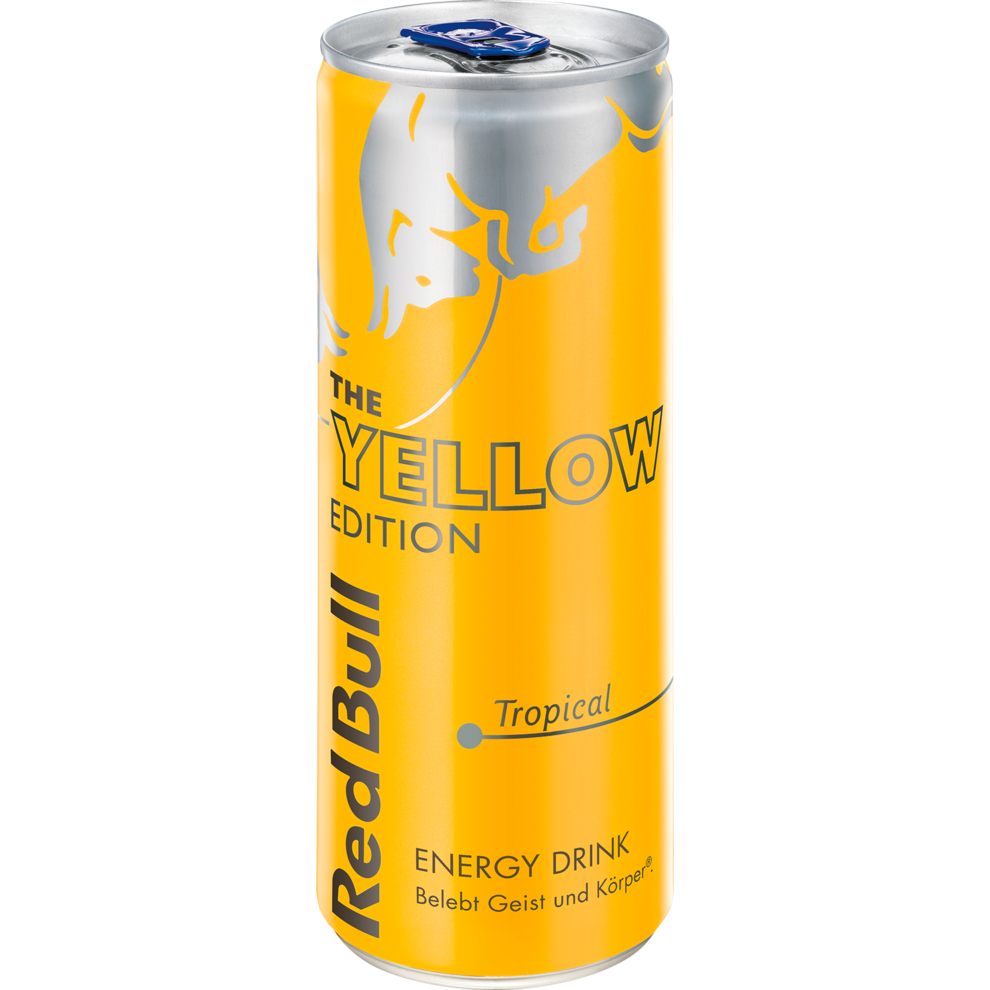 THE
YELLOW
EDITION
Red Bull
Tropical
ENERGY DRINK
Belebt Geist und Körper®.